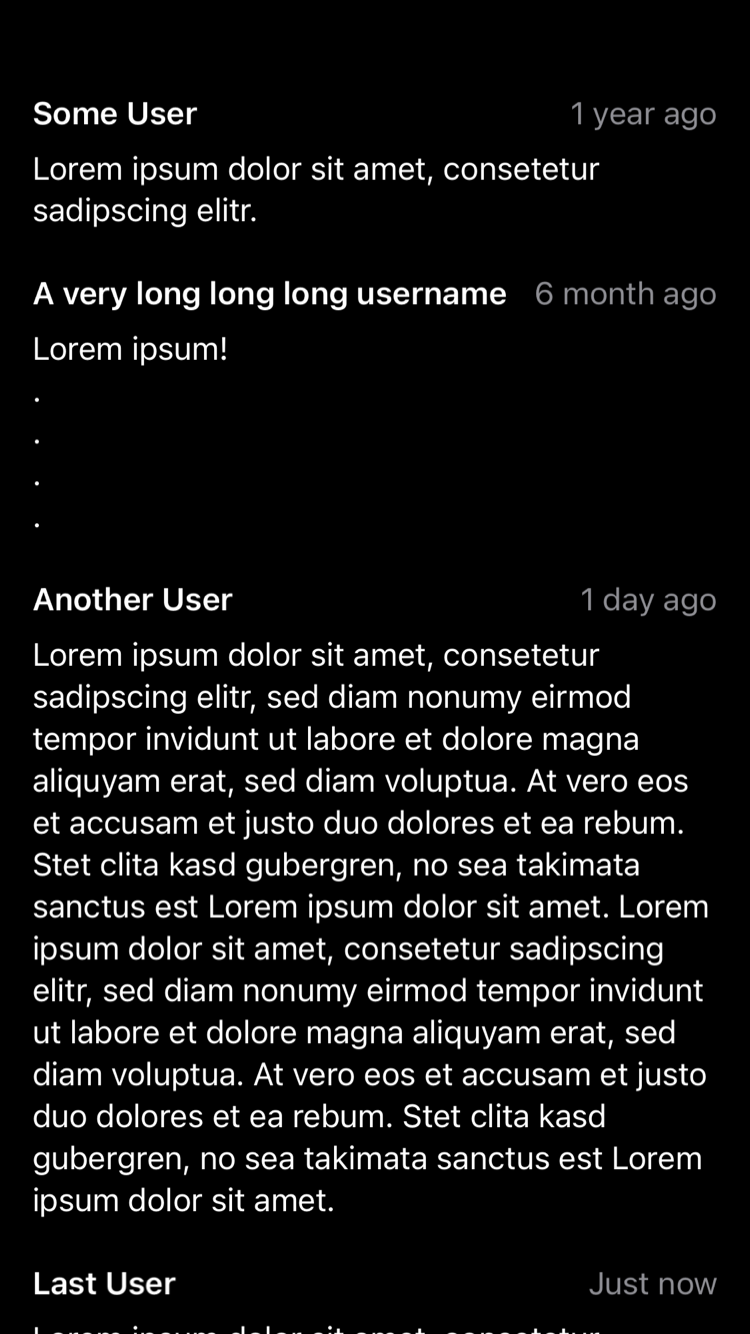 Some User 1 year ago
Lorem ipsum dolor sit amet, consetetur
sadipscing elitr.
A very long long long username 6 month ago
Lorem ipsum!
.
.
.
.
Another User 1 day ago
Lorem ipsum dolor sit amet, consetetur
sadipscing elitr, sed diam nonumy eirmod
tempor invidunt ut labore et dolore magna
aliquyam erat, sed diam voluptua. At vero eos
et accusam et justo duo dolores et ea rebum.
Stet clita kasd gubergren, no sea takimata
sanctus est Lorem ipsum dolor sit amet. Lorem
ipsum dolor sit amet, consetetur sadipscing
elitr, sed diam nonumy eirmod tempor invidunt
ut labore et dolore magna aliquyam erat, sed
diam voluptua. At vero eos et accusam et justo
duo dolores et ea rebum. Stet clita kasd
gubergren, no sea takimata sanctus est Lorem
ipsum dolor sit amet.
Last User Just now